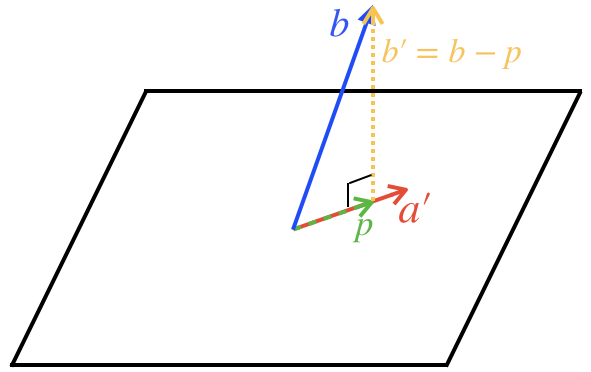 b
b′ = b − p
a′
p